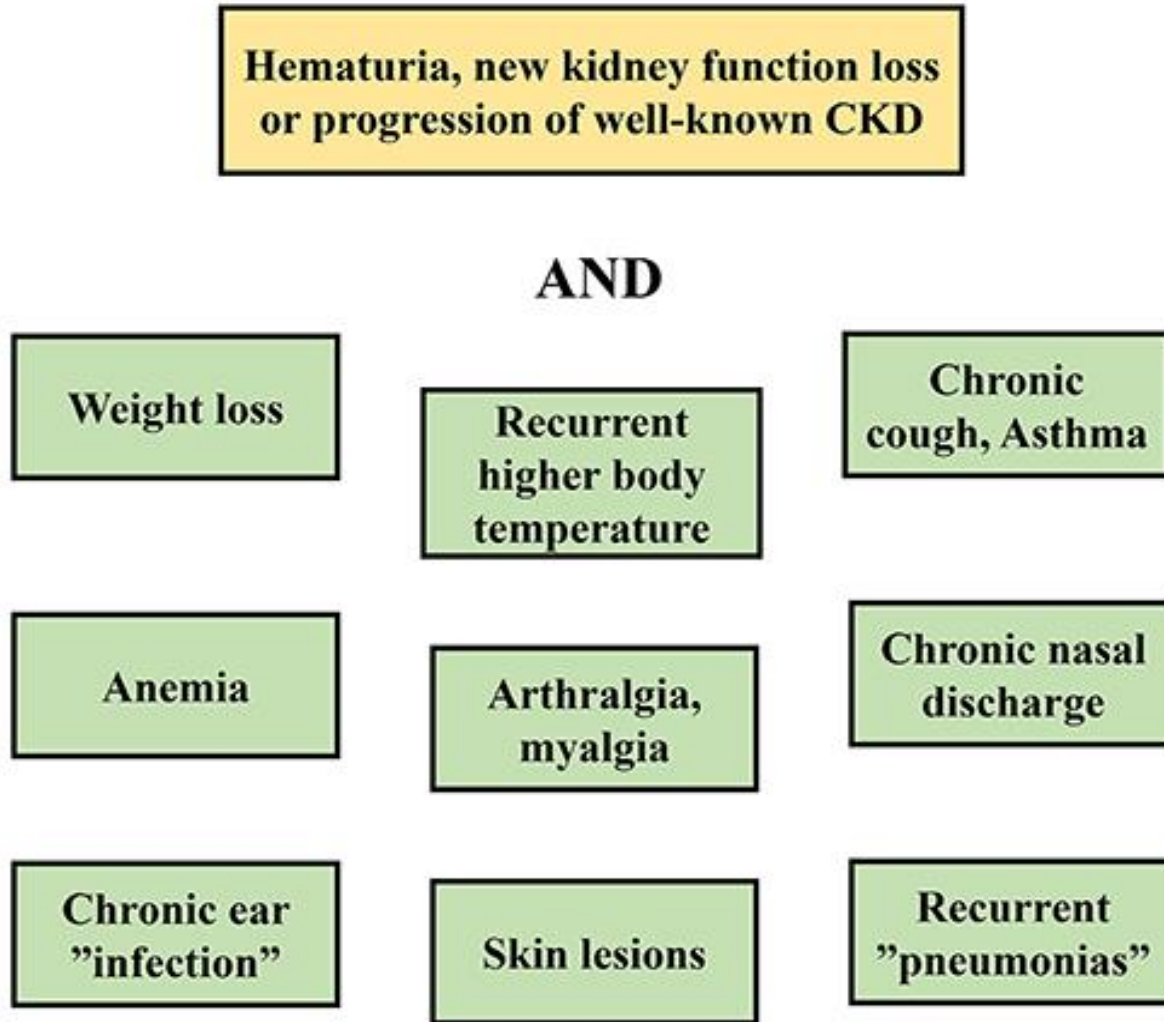 Hematuria, new kidney function loss
or progression of well-known CKD
AND
Weight loss
Recurrent
higher body
temperature
Chronic
cough, Asthma
Anemia
Arthralgia,
myalgia
Chronic nasal
discharge
Chronic ear
”infection”
Skin lesions
Recurrent
”pneumonias”